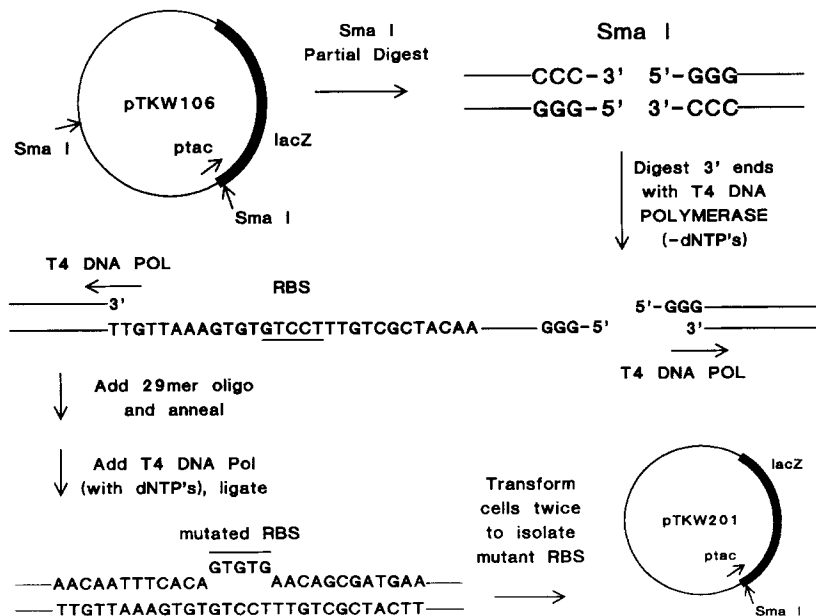 Sma I
Partial Digest
Sma I
CCC-3' 5'-GGG
GGG-5' 3'-CCC
pTKW106
Sma I
ptac
lacZ
Sma I
Digest 3' ends
with T4 DNA
POLYMERASE
(-dNTP's)
T4 DNA POL
3'
RBS
5'-GGG
TTGTTAAAGTGTGTCCTTTGTCGCTACAA
GGG-5'
3'
T4 DNA POL
Add 29mer oligo
and anneal
Add T4 DNA Pol
(with dNTP's), ligate
mutated RBS
GTGTG
AACAATTTCACA AACAGCGATGAA
TTGTTAAAGTGTGTCCTTTGTCGCTACTT
Transform
cells twice
to isolate
mutant RBS
lacZ
pTKW201
ptac
Sma I